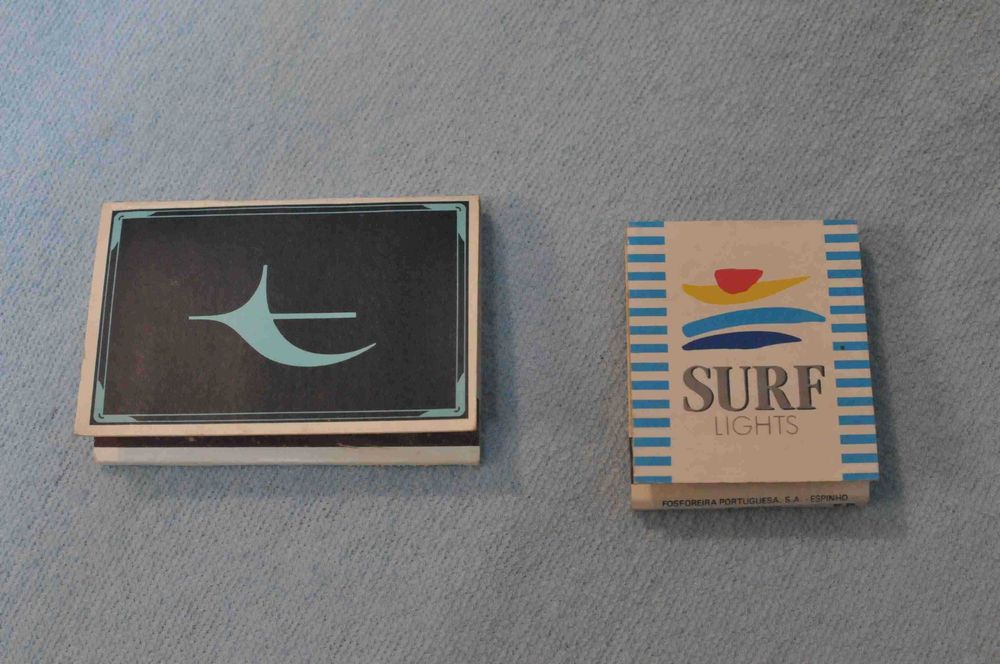 SURF
LIGHTS
FOSFOREIRA PORTUGUESA, S.A. - ESPINHO